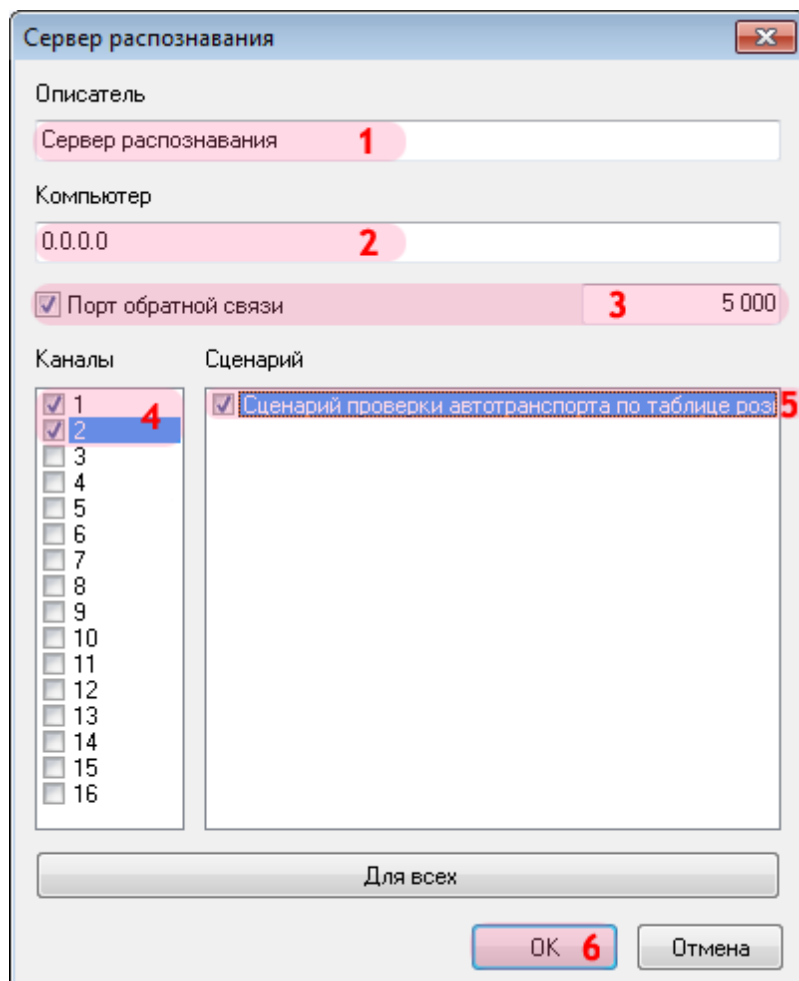 Сервер распознавания
Описатель
Сервер распознавания 1
Компьютер
0.0.0.0 2
Порт обратной связи 3 5 000
Каналы Сценарий
1 4 Сценарий проверки автотранспорта по таблице роз 5
2
3
4
5
6
7
8
9
10
11
12
13
14
15
16
Для всех
OK 6 Отмена